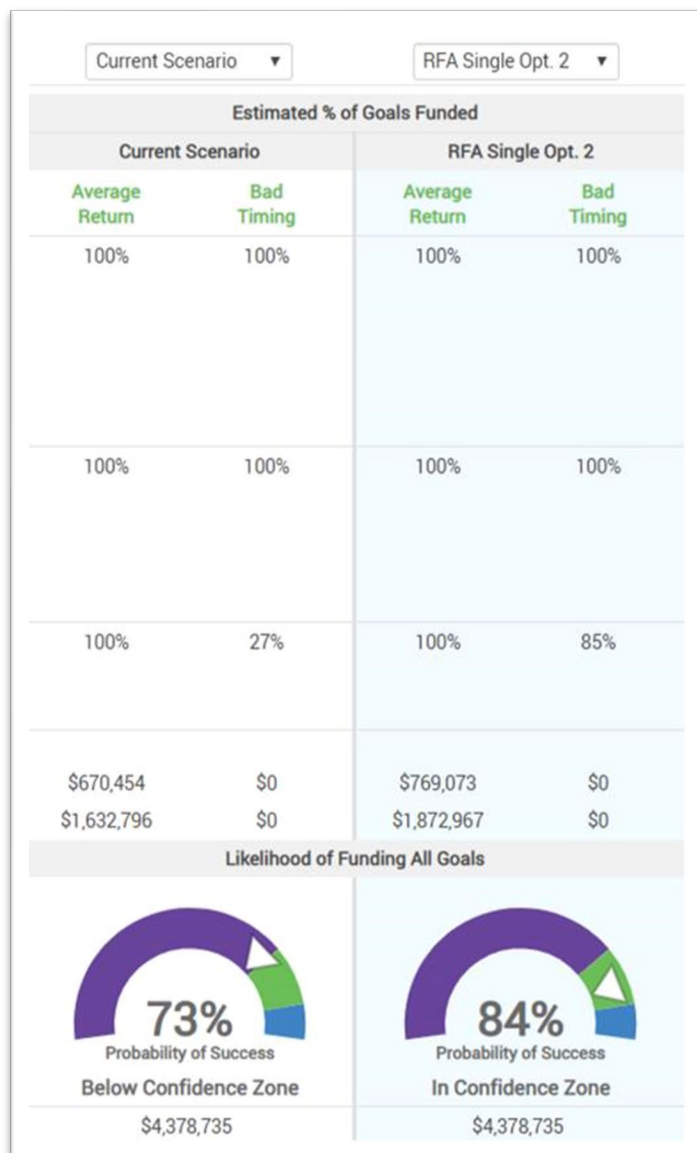 Current Scenario ▼ RFA Single Opt. 2 ▼
Estimated % of Goals Funded
Current Scenario RFA Single Opt. 2
Average Bad Average Bad
Return Timing Return Timing
100% 100% 100% 100%
100% 100% 100% 100%
100% 27% 100% 85%
$670,454 $0 $769,073 $0
$1,632,796 $0 $1,872,967 $0
Likelihood of Funding All Goals
73% 84%
Probability of Success Probability of Success
Below Confidence Zone In Confidence Zone
$4,378,735 $4,378,735